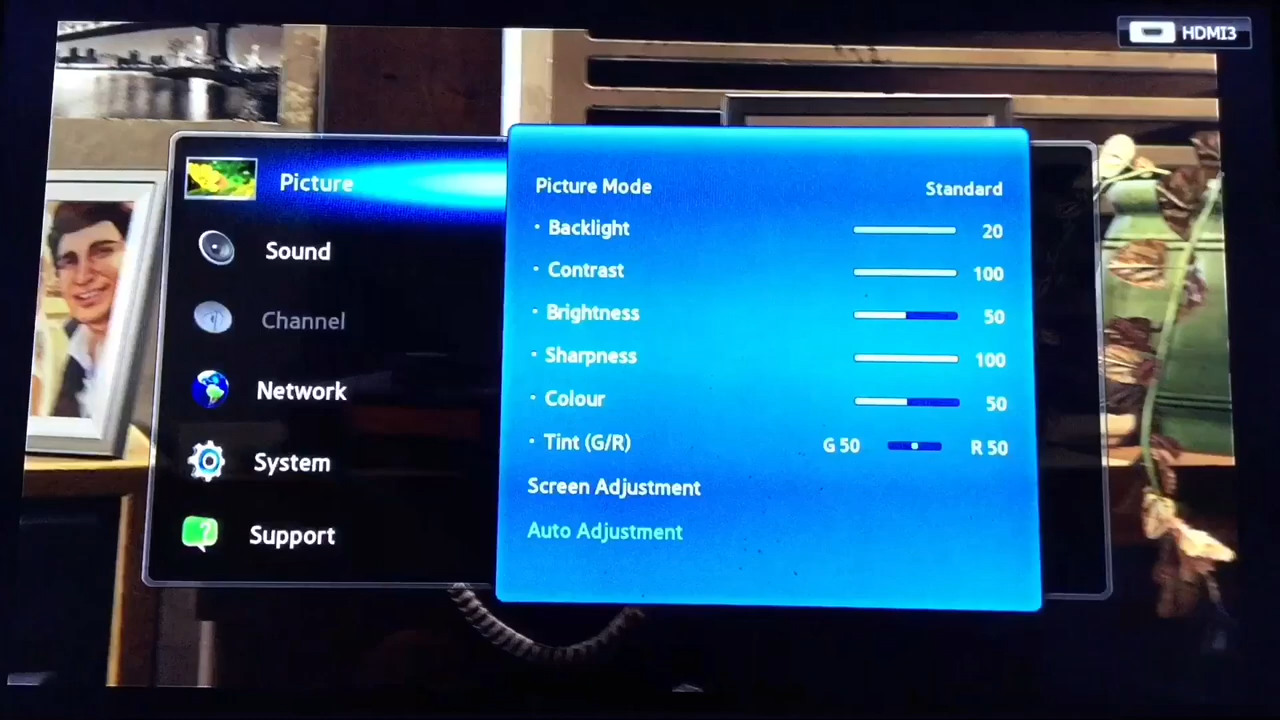 HDMI3
Picture
Sound
Channel
Network
System
Support
Picture Mode Standard
· Backlight 20
· Contrast 100
· Brightness 50
· Sharpness 100
· Colour 50
· Tint (G/R) G 50 R 50
Screen Adjustment
Auto Adjustment